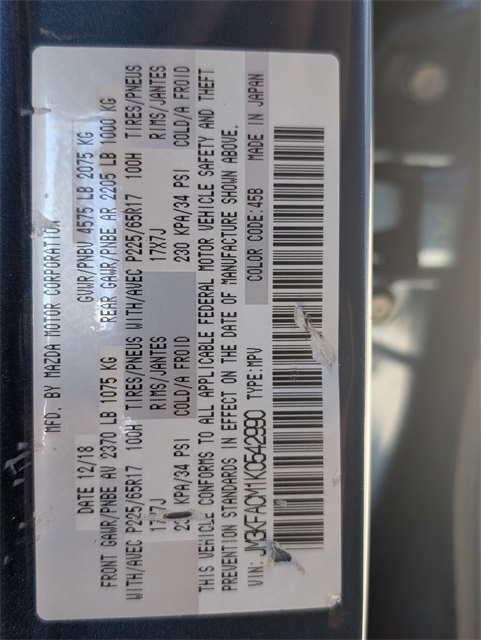 MFD. BY MAZDA MOTOR CORPORATION
DATE 12/18 GVWR/PNBV 4575 LB 2075 KG
FRONT GAWR/PNBE AV 2370 LB 1075 KG REAR GAWR/PNBE AR 2205 LB 1000 KG
WITH/AVEC P225/65R17 100H TIRES/PNEUS WITH/AVEC P225/65R17 100H TIRES/PNEUS
17X7J RIMS/JANTES 17X7J RIMS/JANTES
230 KPA/34 PSI COLD/A FROID 230 KPA/34 PSI COLD/A FROID
THIS VEHICLE CONFORMS TO ALL APPLICABLE FEDERAL MOTOR VEHICLE SAFETY AND THEFT
PREVENTION STANDARDS IN EFFECT ON THE DATE OF MANUFACTURE SHOWN ABOVE.
VIN: JM3KFACM1K0542990 TYPE:MPV COLOR CODE:45B MADE IN JAPAN